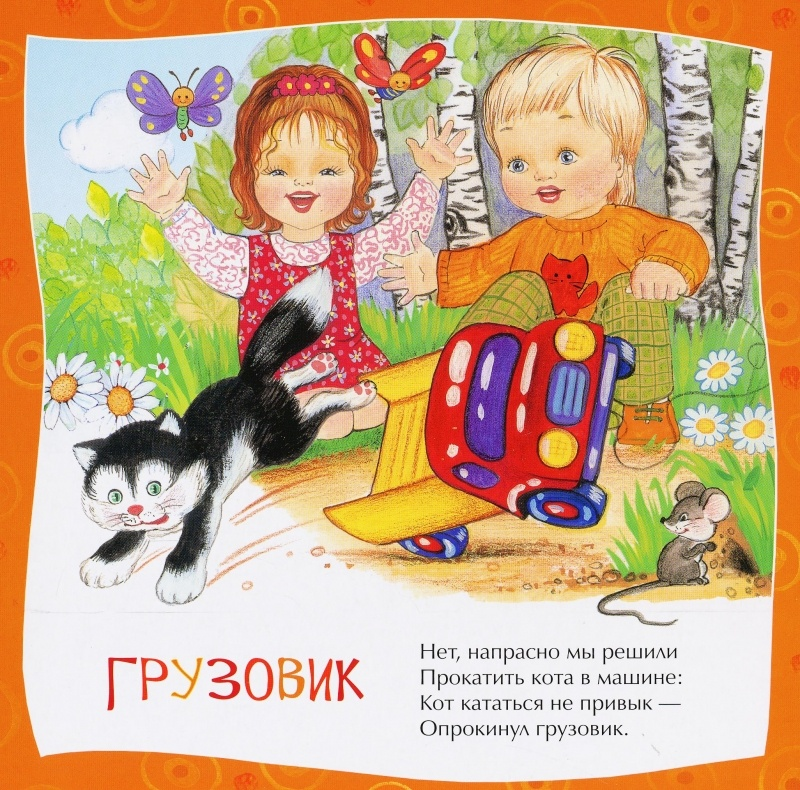 ГРУЗОВИК
Нет, напрасно мы решили
Прокатить кота в машине:
Кот кататься не привык —
Опрокинул грузовик.